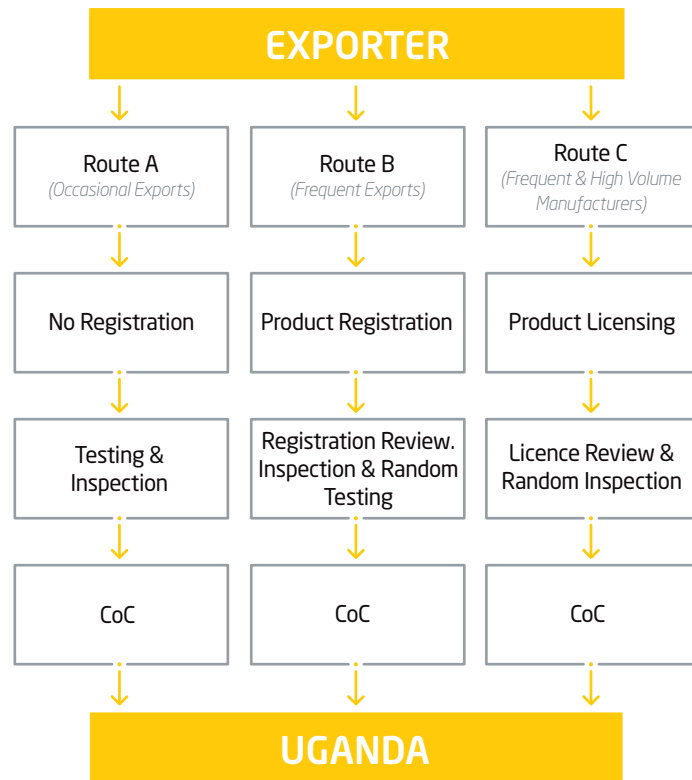 EXPORTER
Route A
(Occasional Exports)
Route B
(Frequent Exports)
Route C
(Frequent & High Volume
Manufacturers)
No Registration
Product Registration
Product Licensing
Testing &
Inspection
Registration Review.
Inspection & Random
Testing
Licence Review &
Random Inspection
CoC
CoC
CoC
UGANDA